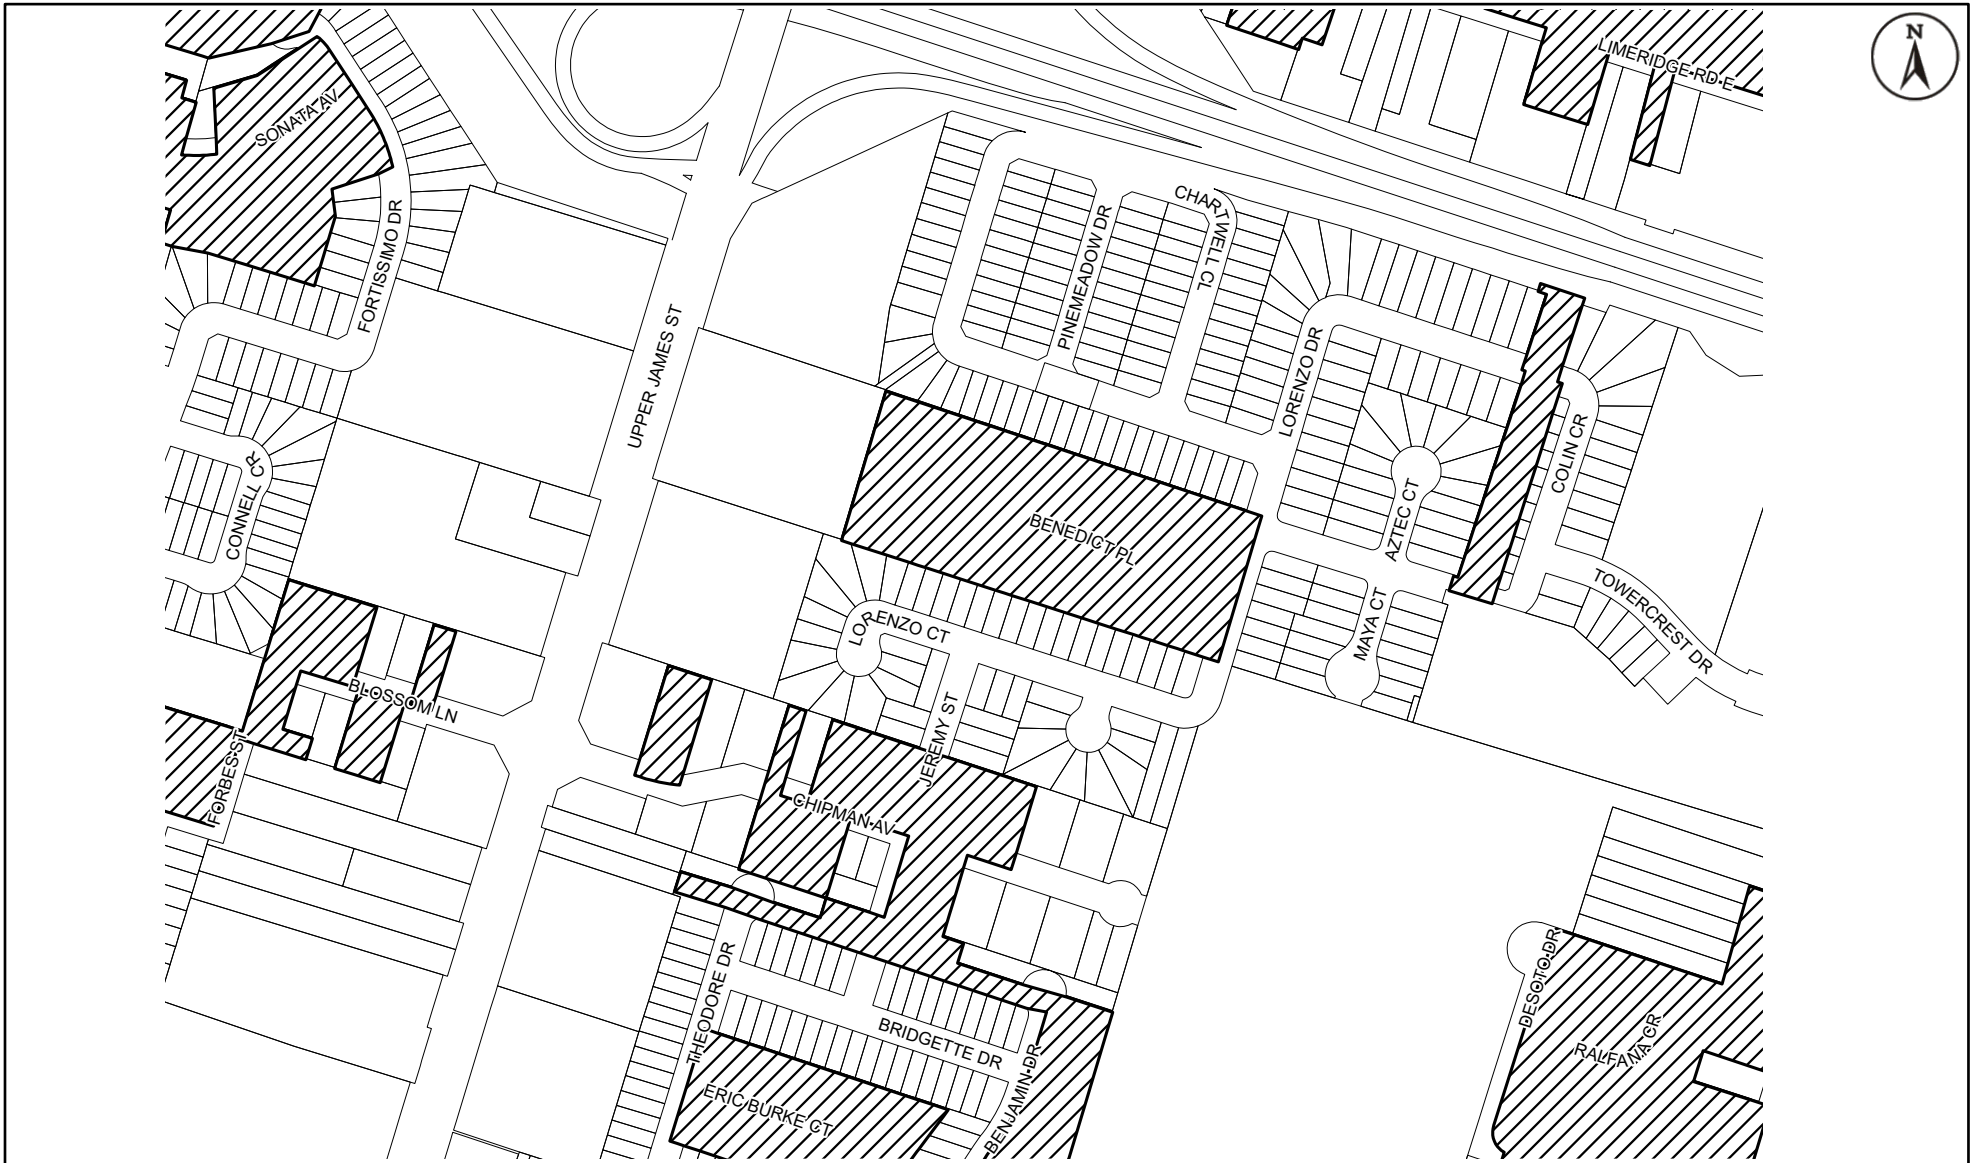 N
LIMERIDGE RD E
SONATA AV
CHARTWELL CL
FORTISSIMO DR
PINEMEADOW DR
UPPER JAMES ST
LORENZO DR
COLIN CR
CONNELL CR
AZTEC CT
BENEDICT PL
TOWERCREST DR
MAYA CT
LORENZO CT
BLOSSOM LN
JEREMY ST
FORBES ST
CHIPMAN AV
DESOTO DR
THEODORE DR
BRIDGETTE DR
RALFANA CR
BENJAMIN DR
ERIC BURKE CT